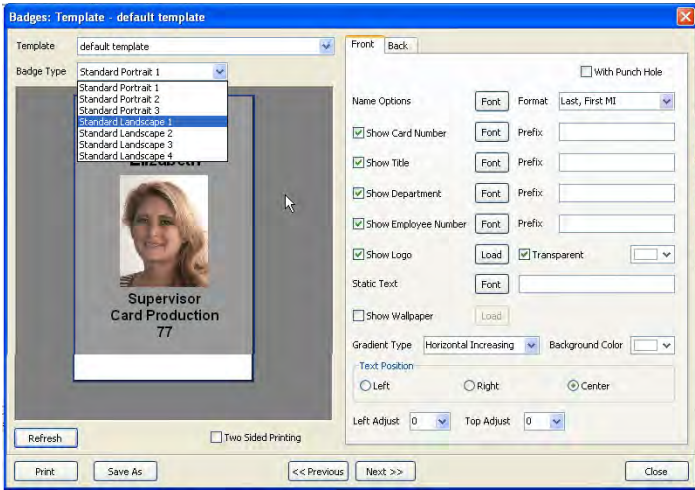 Badges: Template - default template
Template default template
Badge Type Standard Portrait 1
Standard Portrait 1
Standard Portrait 2
Standard Portrait 3
Standard Landscape 1
Standard Landscape 2
Standard Landscape 3
Standard Landscape 4
Elizabeth
Supervisor
Card Production
77
Refresh Two Sided Printing
Front Back
With Punch Hole
Name Options Font Format Last, First MI
Show Card Number Font Prefix
Show Title Font Prefix
Show Department Font Prefix
Show Employee Number Font Prefix
Show Logo Load Transparent
Static Text Font
Show Wallpaper Load
Gradient Type Horizontal Increasing Background Color
Text Position
Left Right Center
Left Adjust 0 Top Adjust 0
Print Save As << Previous Next >> Close